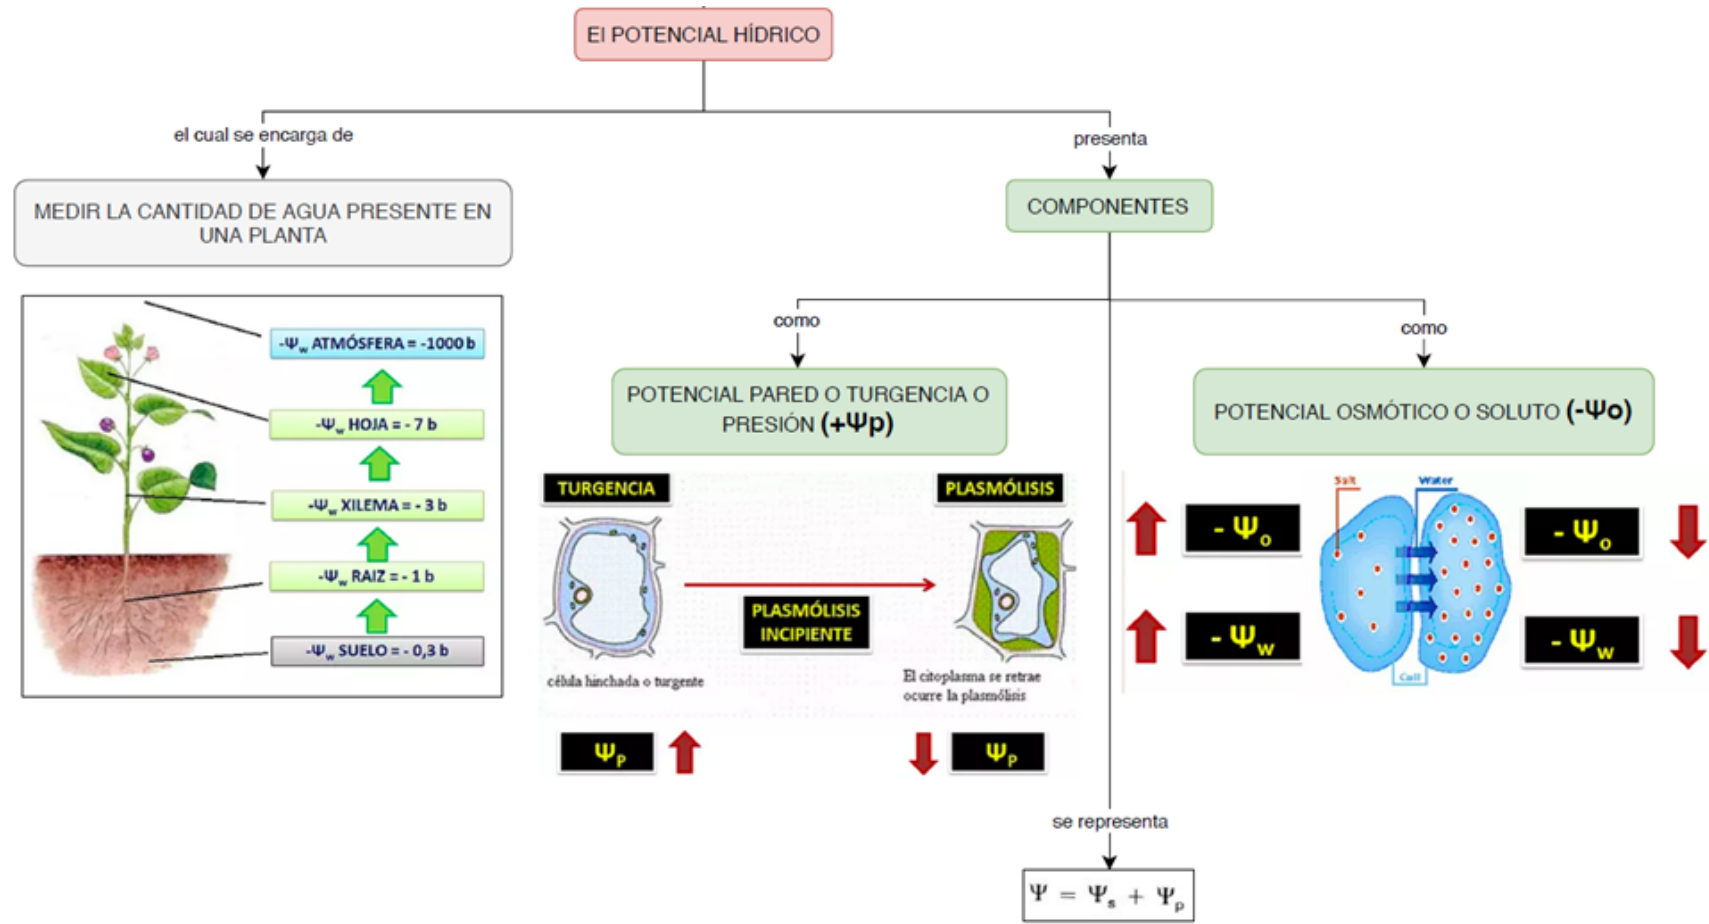 El POTENCIAL HÍDRICO
el cual se encarga de
presenta
MEDIR LA CANTIDAD DE AGUA PRESENTE EN
UNA PLANTA
COMPONENTES
-Ψw ATMÓSFERA = -1000 b
-Ψw HOJA = - 7 b
-Ψw XILEMA = - 3 b
-Ψw RAIZ = - 1 b
-Ψw SUELO = - 0,3 b
como
como
POTENCIAL PARED O TURGENCIA O
PRESIÓN (+Ψp)
POTENCIAL OSMÓTICO O SOLUTO (-Ψo)
TURGENCIA
PLASMÓLISIS
PLASMÓLISIS
INCIPIENTE
célula hinchada o turgente
El citoplasma se retrae
ocurre la plasmólisis
Ψp
Ψp
Salt
Water
- Ψo
- Ψo
- Ψw
- Ψw
Cell
se representa
Ψ = Ψs + Ψp